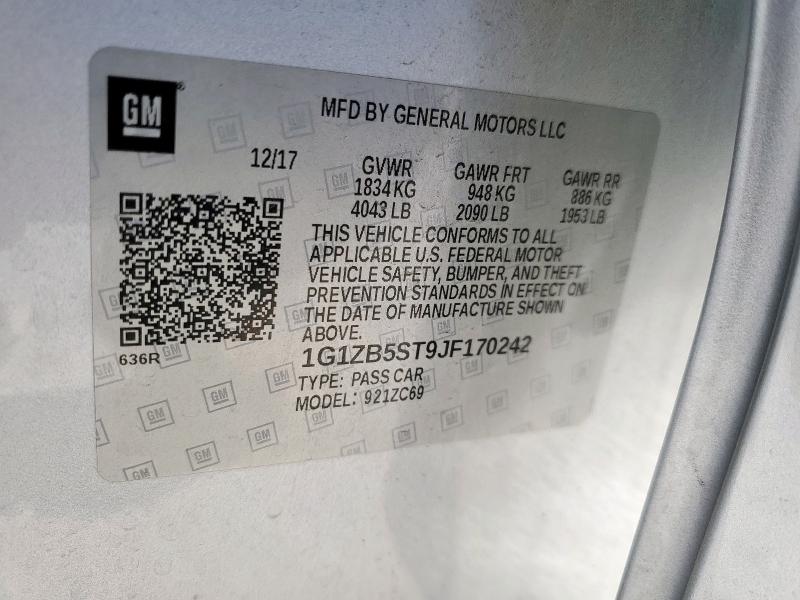 GM
MFD BY GENERAL MOTORS LLC
12/17
GVWR GAWR FRT GAWR RR
1834 KG 948 KG 886 KG
4043 LB 2090 LB 1953 LB
THIS VEHICLE CONFORMS TO ALL
APPLICABLE U.S. FEDERAL MOTOR
VEHICLE SAFETY, BUMPER, AND THEFT
PREVENTION STANDARDS IN EFFECT ON
THE DATE OF MANUFACTURE SHOWN
ABOVE.
636R
1G1ZB5ST9JF170242
TYPE: PASS CAR
MODEL: 921ZC69